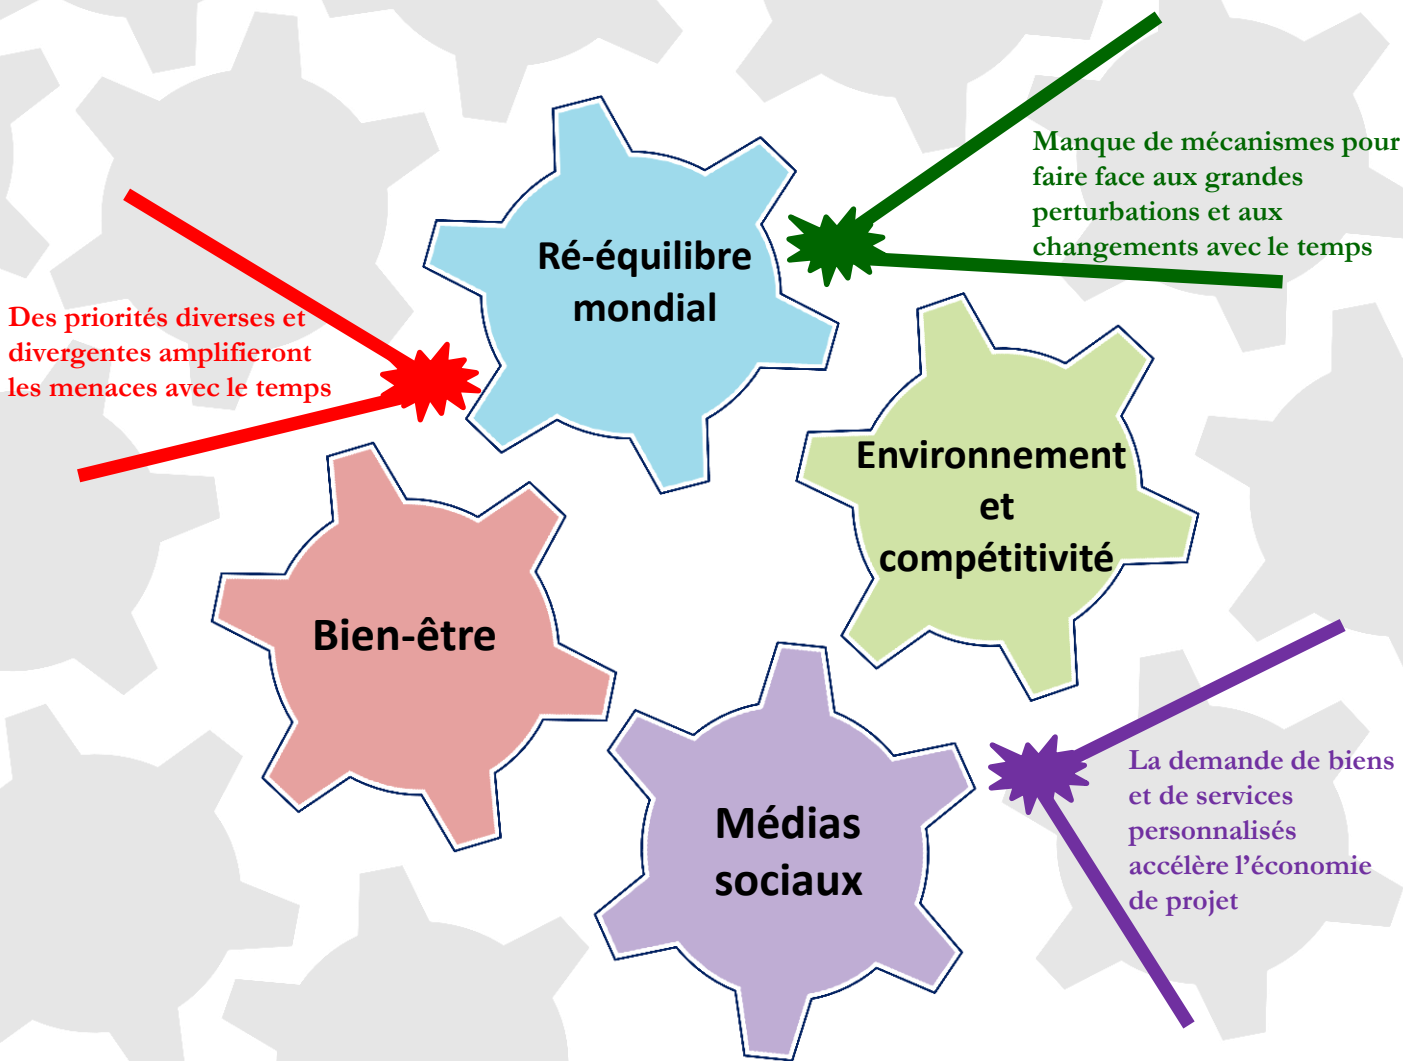 Manque de mécanismes pour
faire face aux grandes
perturbations et aux
changements avec le temps
Ré-équilibre
mondial
Des priorités diverses et
divergentes amplifieront
les menaces avec le temps
Environnement
et
compétitivité
Bien-être
Médias
sociaux
La demande de biens
et de services
personnalisés
accélère l’économie
de projet